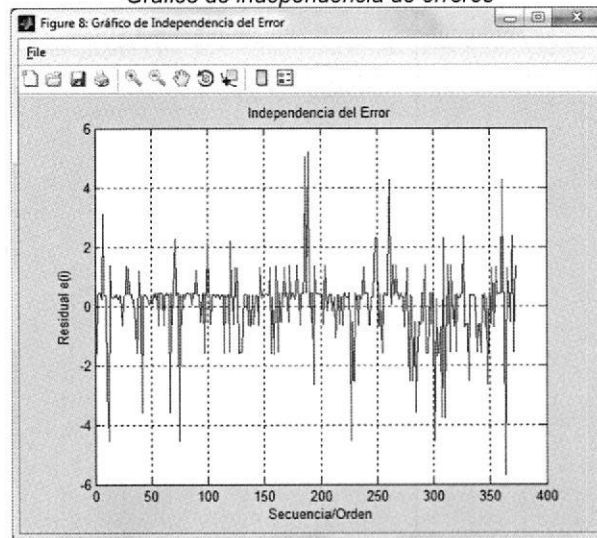 Gráfico de independencia de errores
Figure 8: Gráfico de Independencia del Error
File
Independencia del Error
6
4
2
0
-2
-4
-6
Residual e(i)
0 50 100 150 200 250 300 350 400
Secuencia/Orden